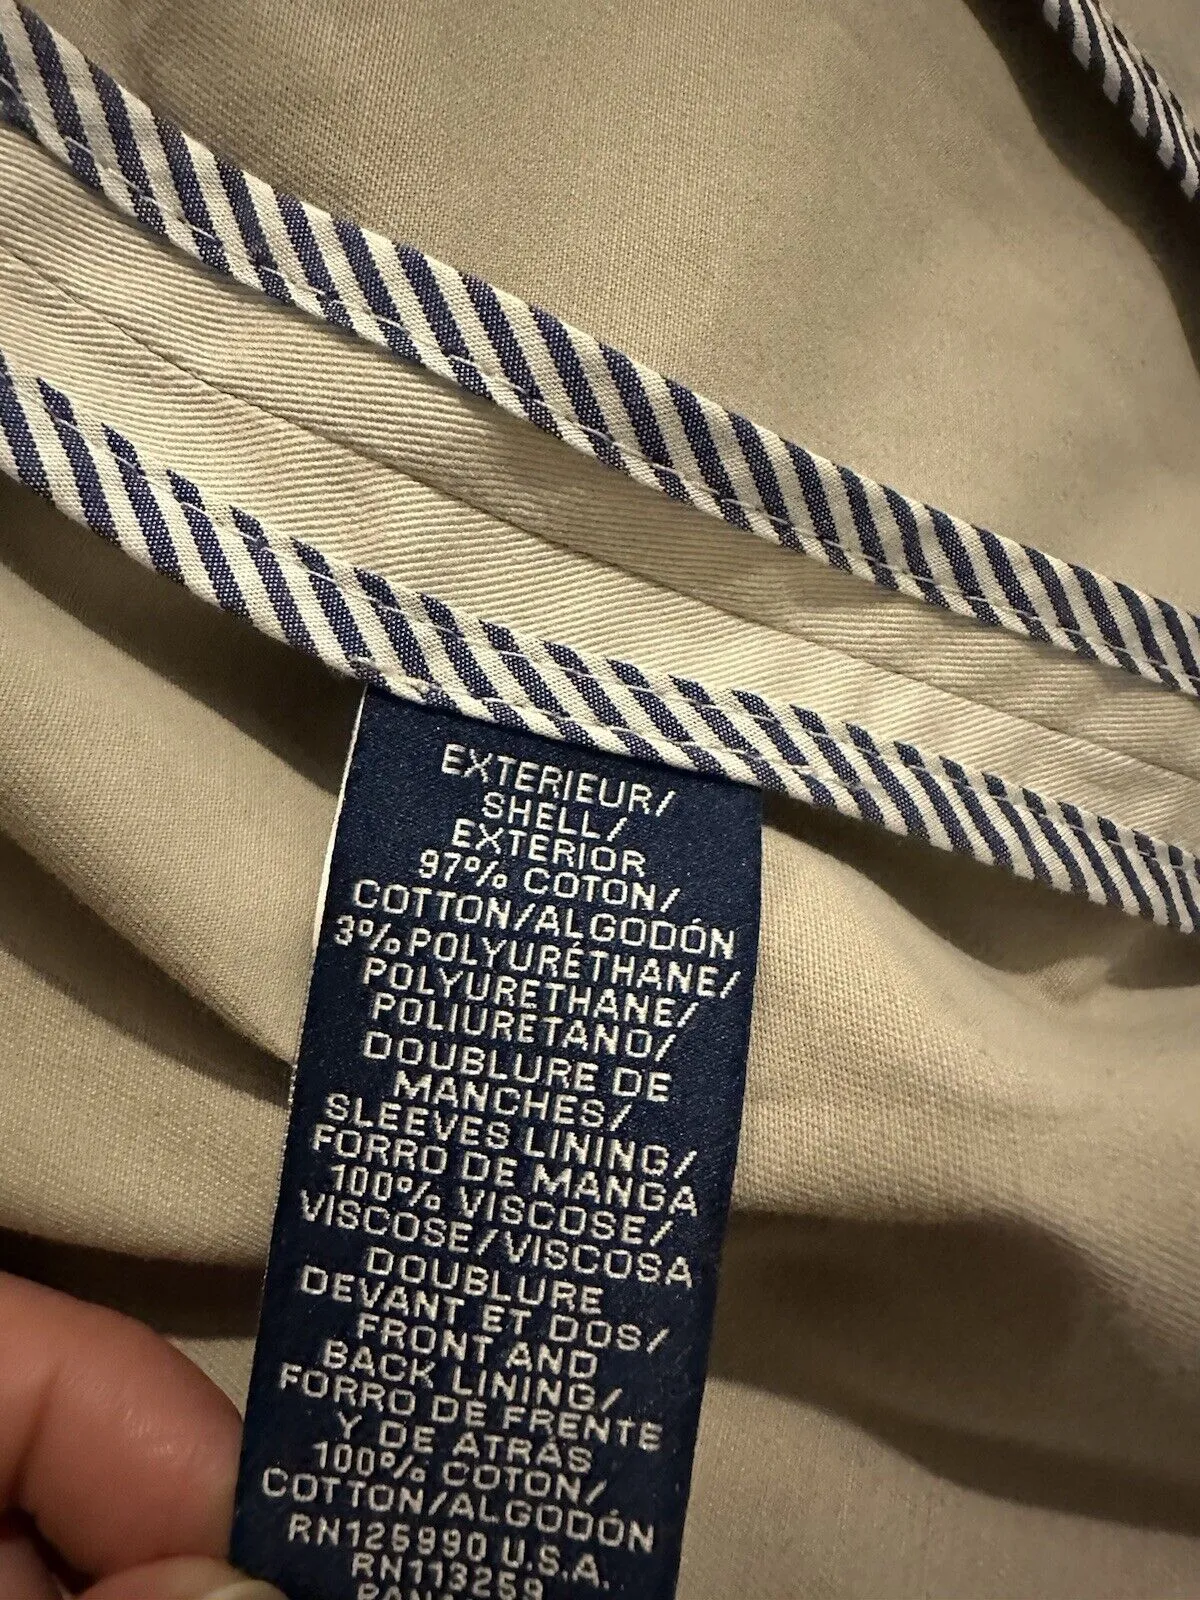 EXTERIEUR/
SHELL/
EXTERIOR
97% COTON/
COTTON/ALGODÓN
3% POLYURÉTHANE/
POLYURETHANE/
POLIURETANO/
DOUBLURE DE
MANCHES/
SLEEVES LINING/
FORRO DE MANGA
100% VISCOSE/
VISCOSE/VISCOSA
DOUBLURE
DEVANT ET DOS/
FRONT AND
BACK LINING/
FORRO DE FRENTE
Y DE ATRÁS
100% COTON/
COTTON/ALGODÓN
RN125990 U.S.A.
RN113259